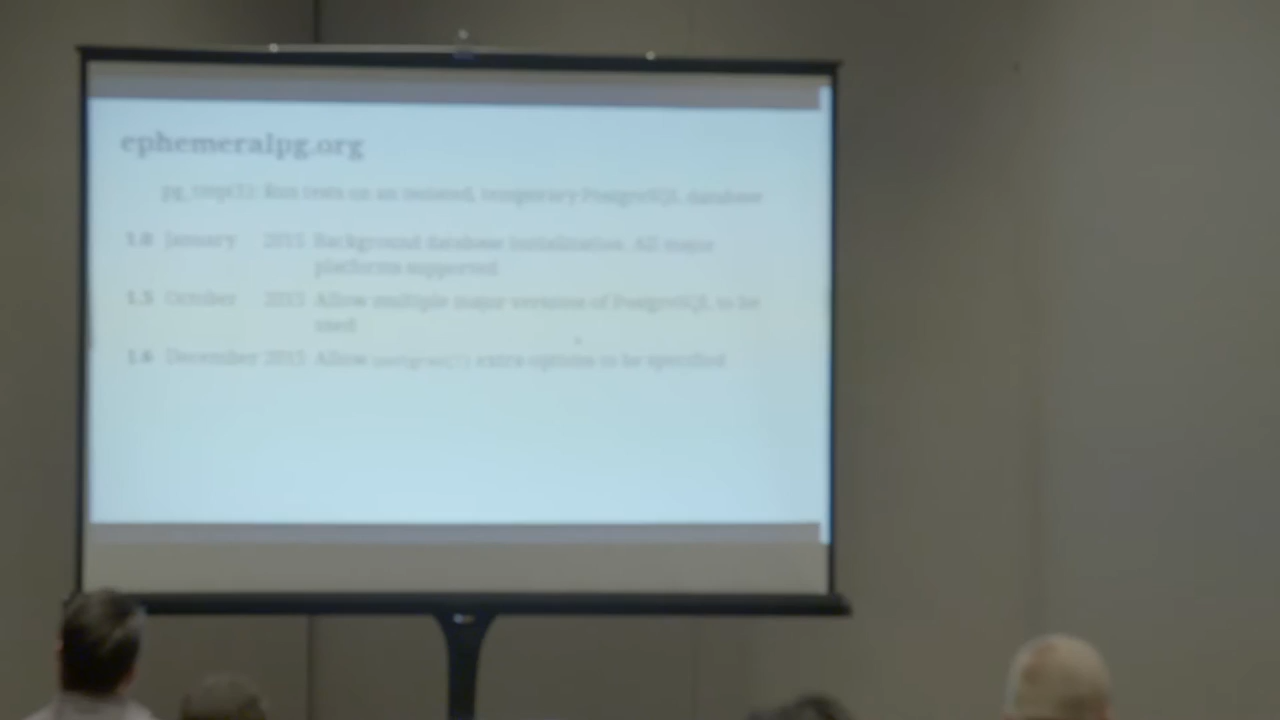 ephemeralpg.org
pg_tmp(1): Run tests on an isolated, temporary PostgreSQL database
1.0 January 2015 Background database initialization. All major
platforms supported
1.5 October 2015 Allow multiple major versions of PostgreSQL to be
used
1.6 December 2015 Allow extra options to be specified